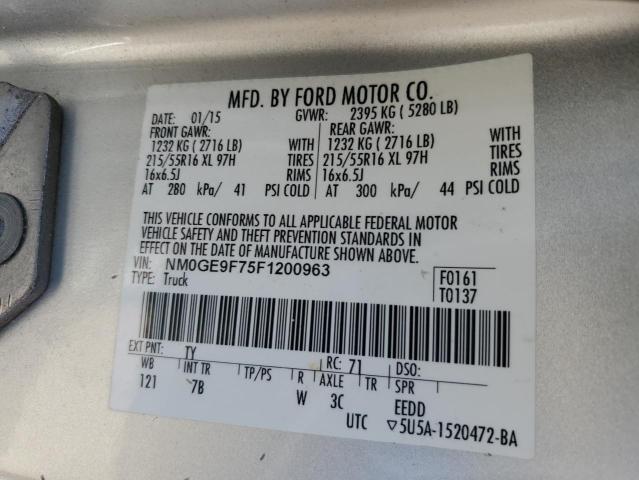 MFD. BY FORD MOTOR CO.
DATE: 01/15 GVWR: 2395 KG ( 5280 LB)
FRONT GAWR: REAR GAWR:
1232 KG ( 2716 LB) WITH 1232 KG ( 2716 LB) WITH
215/55R16 XL 97H TIRES 215/55R16 XL 97H TIRES
16x6.5J RIMS 16x6.5J RIMS
AT 280 kPa/ 41 PSI COLD AT 300 kPa/ 44 PSI COLD
THIS VEHICLE CONFORMS TO ALL APPLICABLE FEDERAL MOTOR
VEHICLE SAFETY AND THEFT PREVENTION STANDARDS IN
EFFECT ON THE DATE OF MANUFACTURE SHOWN ABOVE.
VIN: NM0GE9F75F1200963 F0161
TYPE: Truck T0137
EXT PNT: TY RC: 71 DSO:
WB INT TR TP/PS R AXLE TR SPR
121 7B W 3C EEDD
UTC ▽5U5A-1520472-BA